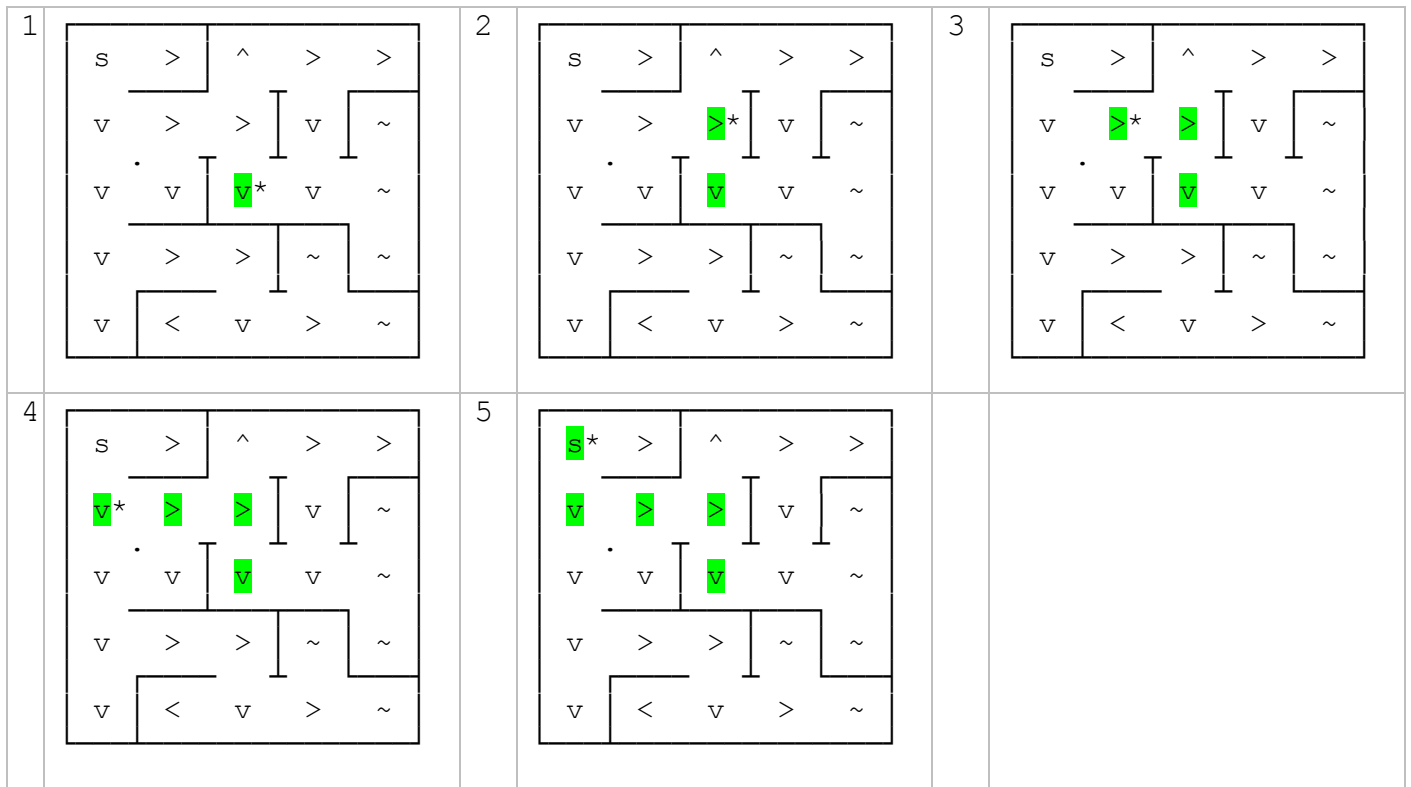 1 2 3
s > ^ > > s > ^ > > s > ^ > >
v > > v ~ v > >* v ~ v >* > v ~
v v v* v ~ v v v v ~ v v v v ~
v > > ~ ~ v > > ~ ~ v > > ~ ~
v < v > ~ v < v > ~ v < v > ~
4 5
s > ^ > > s* > ^ > >
v* > > v ~ v > > v ~
v v v v ~ v v v v ~
v > > ~ ~ v > > ~ ~
v < v > ~ v < v > ~